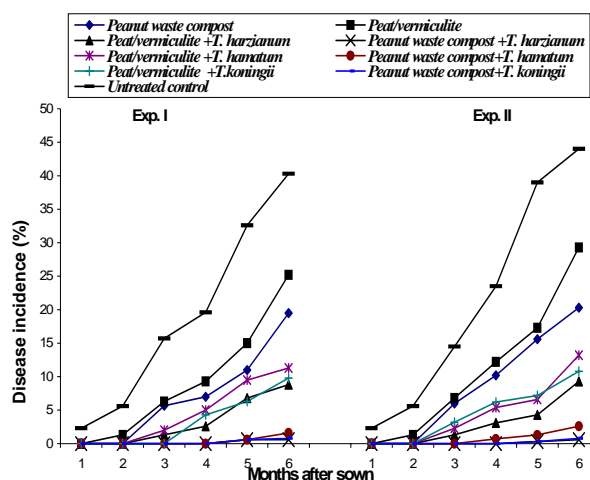 Peanut waste compost
Peat/vermiculite
Peat/vermiculite +T. harzianum
Peanut waste compost +T. harzianum
Peat/vermiculite +T. hamatum
Peanut waste compost+T. hamatum
Peat/vermiculite +T.koningii
Peanut waste compost+T. koningii
Untreated control
Exp. I
Exp. II
50
45
40
35
30
25
20
15
10
5
0
Disease incidence (%)
1 2 3 4 5 6 1 2 3 4 5 6
Months after sown